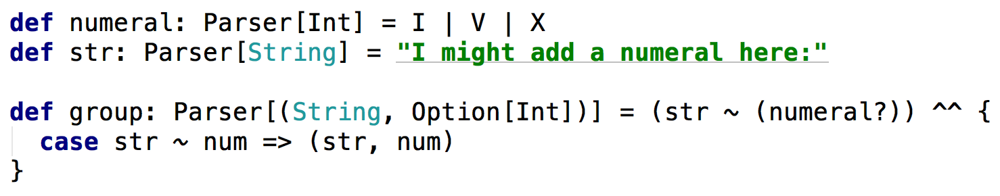 def numeral: Parser[Int] = I | V | X
def str: Parser[String] = "I might add a numeral here:"
def group: Parser[(String, Option[Int])] = (str ~ (numeral?)) ^^ {
  case str ~ num => (str, num)
}